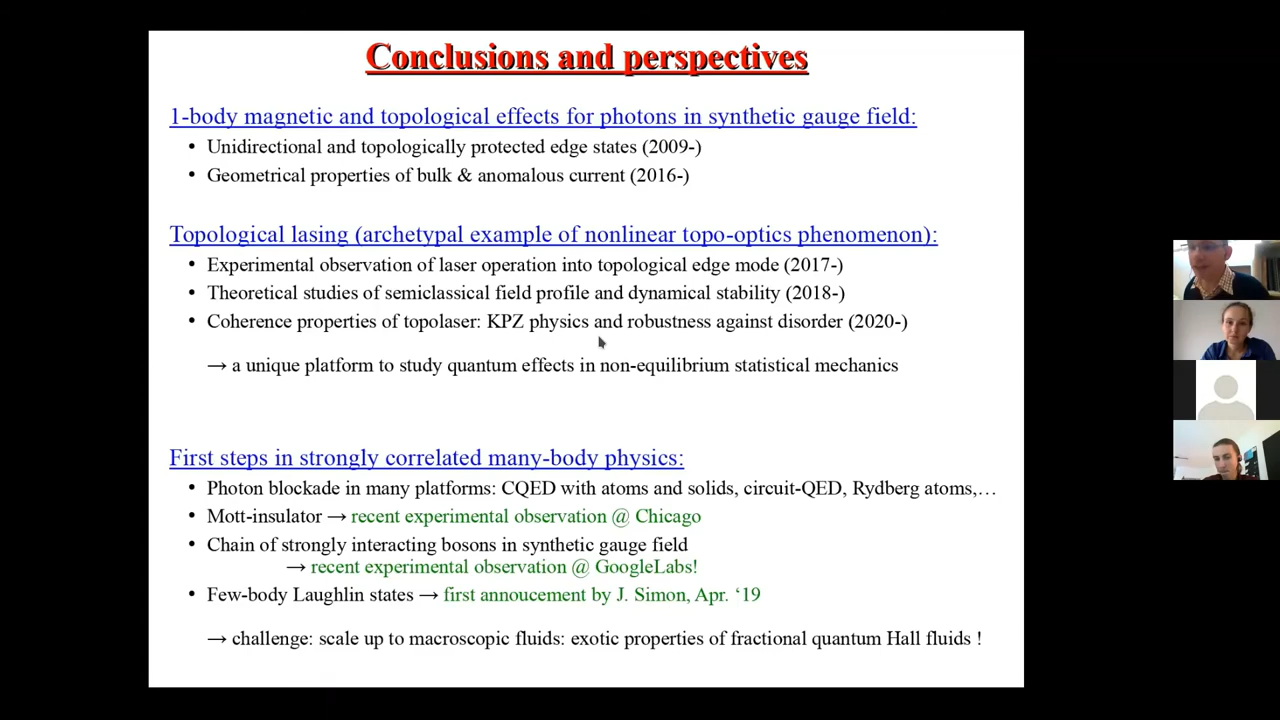 Conclusions and perspectives
1-body magnetic and topological effects for photons in synthetic gauge field:
• Unidirectional and topologically protected edge states (2009-)
• Geometrical properties of bulk & anomalous current (2016-)
Topological lasing (archetypal example of nonlinear topo-optics phenomenon):
• Experimental observation of laser operation into topological edge mode (2017-)
• Theoretical studies of semiclassical field profile and dynamical stability (2018-)
• Coherence properties of topolaser: KPZ physics and robustness against disorder (2020-)
→ a unique platform to study quantum effects in non-equilibrium statistical mechanics
First steps in strongly correlated many-body physics:
• Photon blockade in many platforms: CQED with atoms and solids, circuit-QED, Rydberg atoms,…
• Mott-insulator → recent experimental observation @ Chicago
• Chain of strongly interacting bosons in synthetic gauge field
→ recent experimental observation @ GoogleLabs!
• Few-body Laughlin states → first annoucement by J. Simon, Apr. ‘19
→ challenge: scale up to macroscopic fluids: exotic properties of fractional quantum Hall fluids !